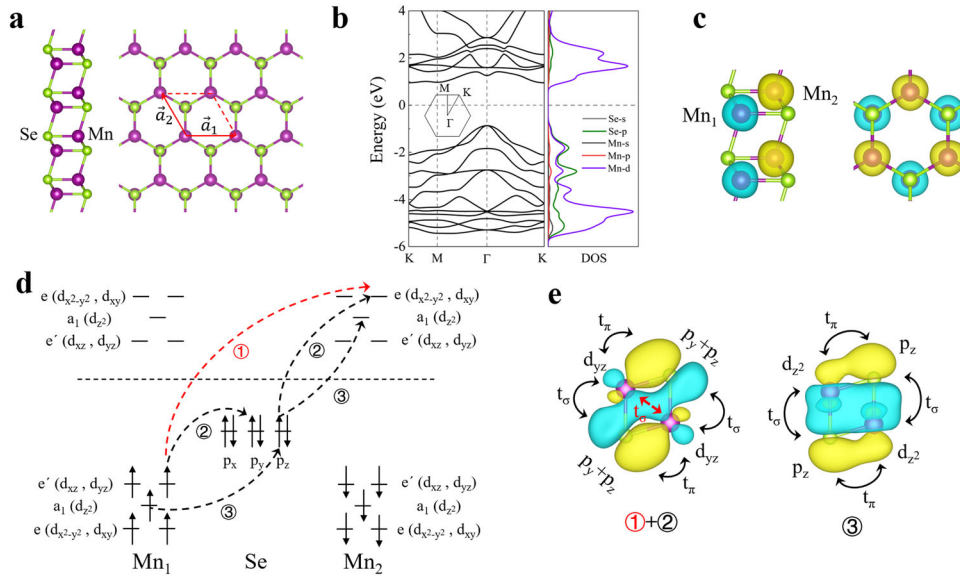 a
Se
Mn
a⃗₂
a⃗₁
b
Energy (eV)
4
2
0
-2
-4
-6
M
K
Γ
K
M
Γ
K
Se-s
Se-p
Mn-s
Mn-p
Mn-d
DOS
c
Mn₁
Mn₂
d
e (dx²-y² , dxy)
a₁ (dz²)
e′ (dxz , dyz)
e (dx²-y² , dxy)
a₁ (dz²)
e′ (dxz , dyz)
①
②
③
②
③
px
py
pz
e′ (dxz , dyz)
a₁ (dz²)
e (dx²-y² , dxy)
e′ (dxz , dyz)
a₁ (dz²)
e (dx²-y² , dxy)
Mn₁
Se
Mn₂
e
tπ
py+pz
dyz
tσ
tσ
tσ
dyz
py+pz
tπ
①+②
tπ
pz
dz²
tσ
tσ
pz
dz²
tπ
③